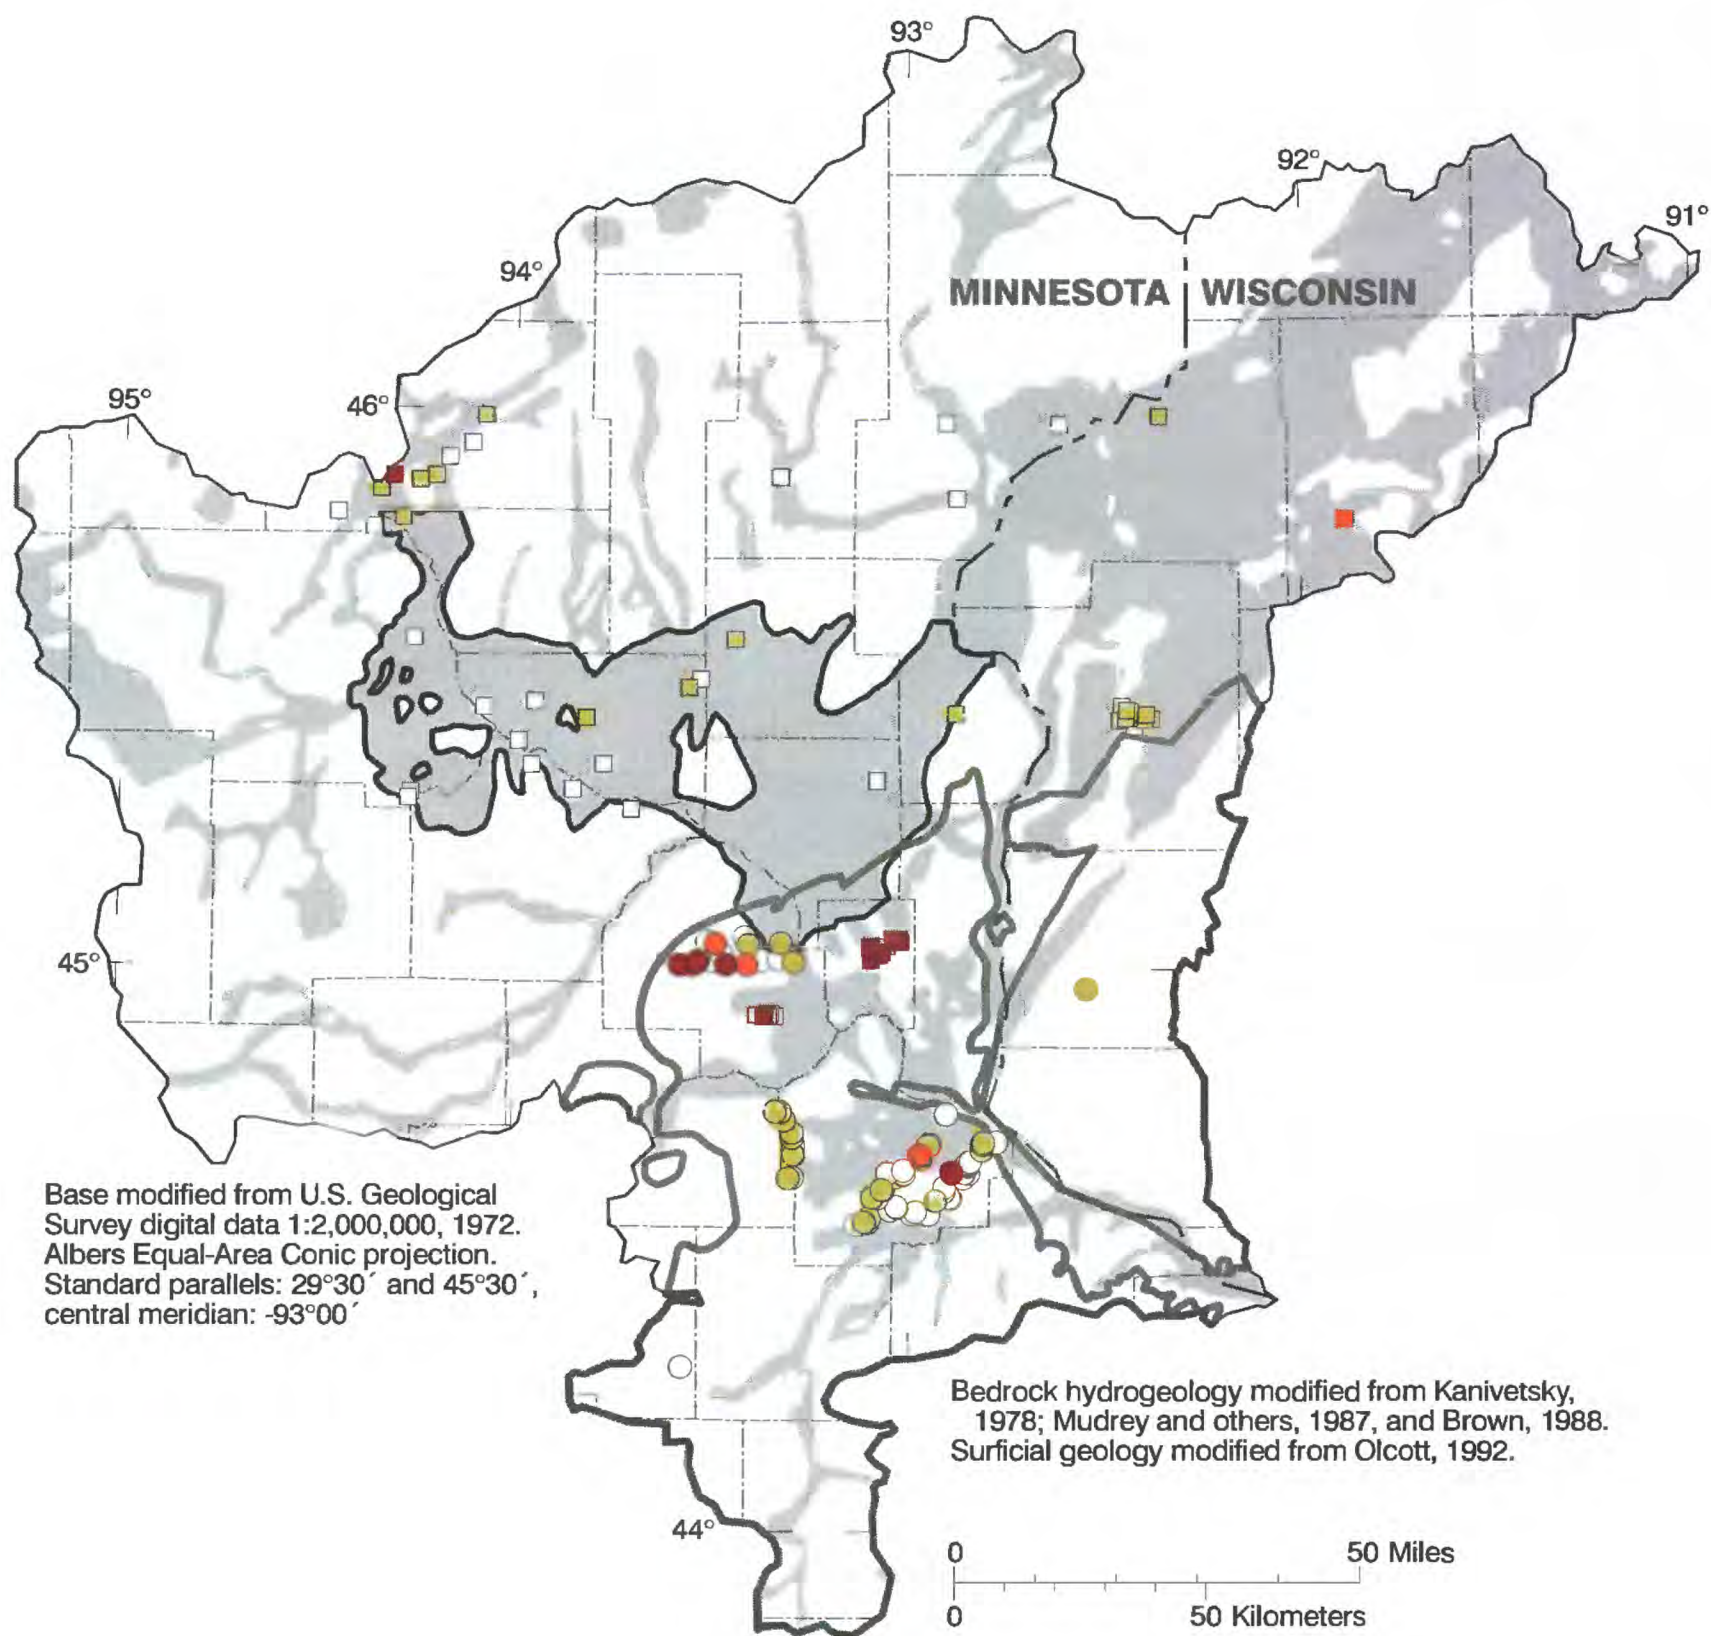 93°
92°
91°
94°
MINNESOTA WISCONSIN
95°
46°
45°
Base modified from U.S. Geological
Survey digital data 1:2,000,000, 1972.
Albers Equal-Area Conic projection.
Standard parallels: 29°30´ and 45°30´,
central meridian: -93°00´
Bedrock hydrogeology modified from Kanivetsky,
1978; Mudrey and others, 1987, and Brown, 1988.
Surficial geology modified from Olcott, 1992.
44°
0 50 Miles
0 50 Kilometers